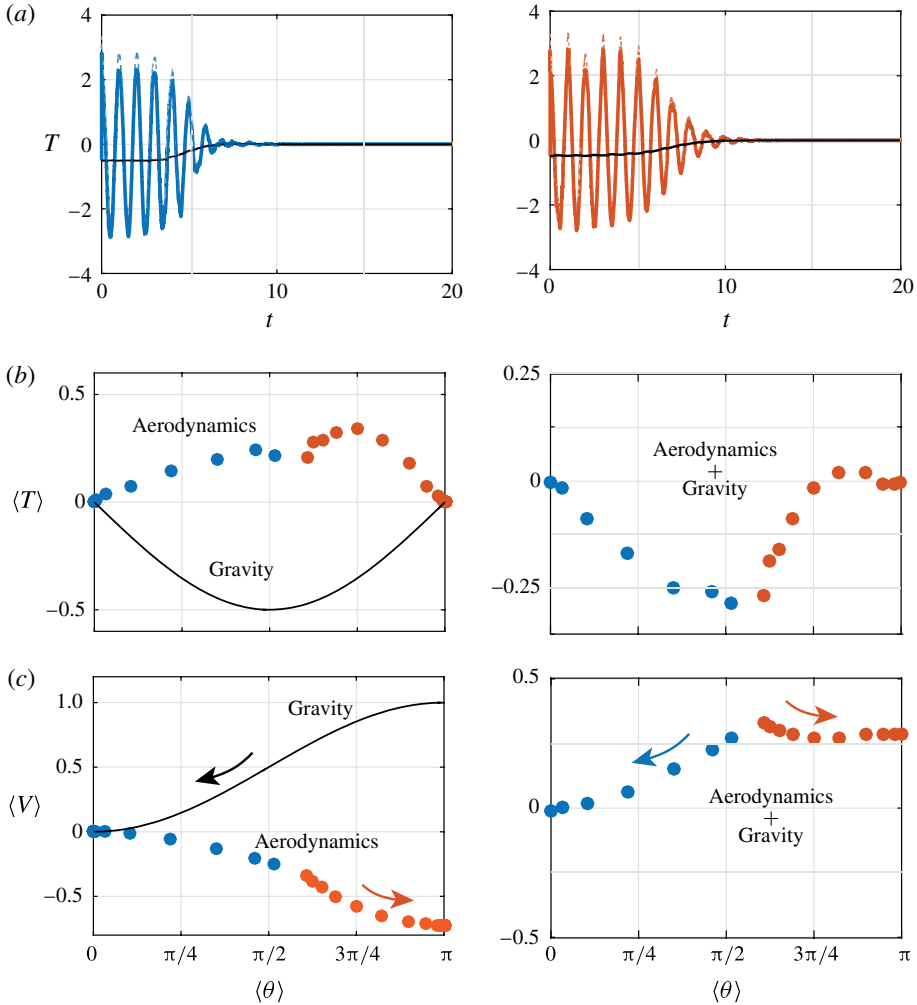 (a)
4
2
T
0
−2
−4
0
10
20
t
4
2
0
−2
−4
0
10
20
t
(b)
0.5
Aerodynamics
⟨T⟩
0
Gravity
−0.5
0.25
Aerodynamics
+
Gravity
0
−0.25
(c)
1.0
Gravity
0.5
⟨V⟩
0
Aerodynamics
−0.5
0
π/4
π/2
3π/4
π
⟨θ⟩
0.5
0
Aerodynamics
+
Gravity
−0.5
0
π/4
π/2
3π/4
π
⟨θ⟩